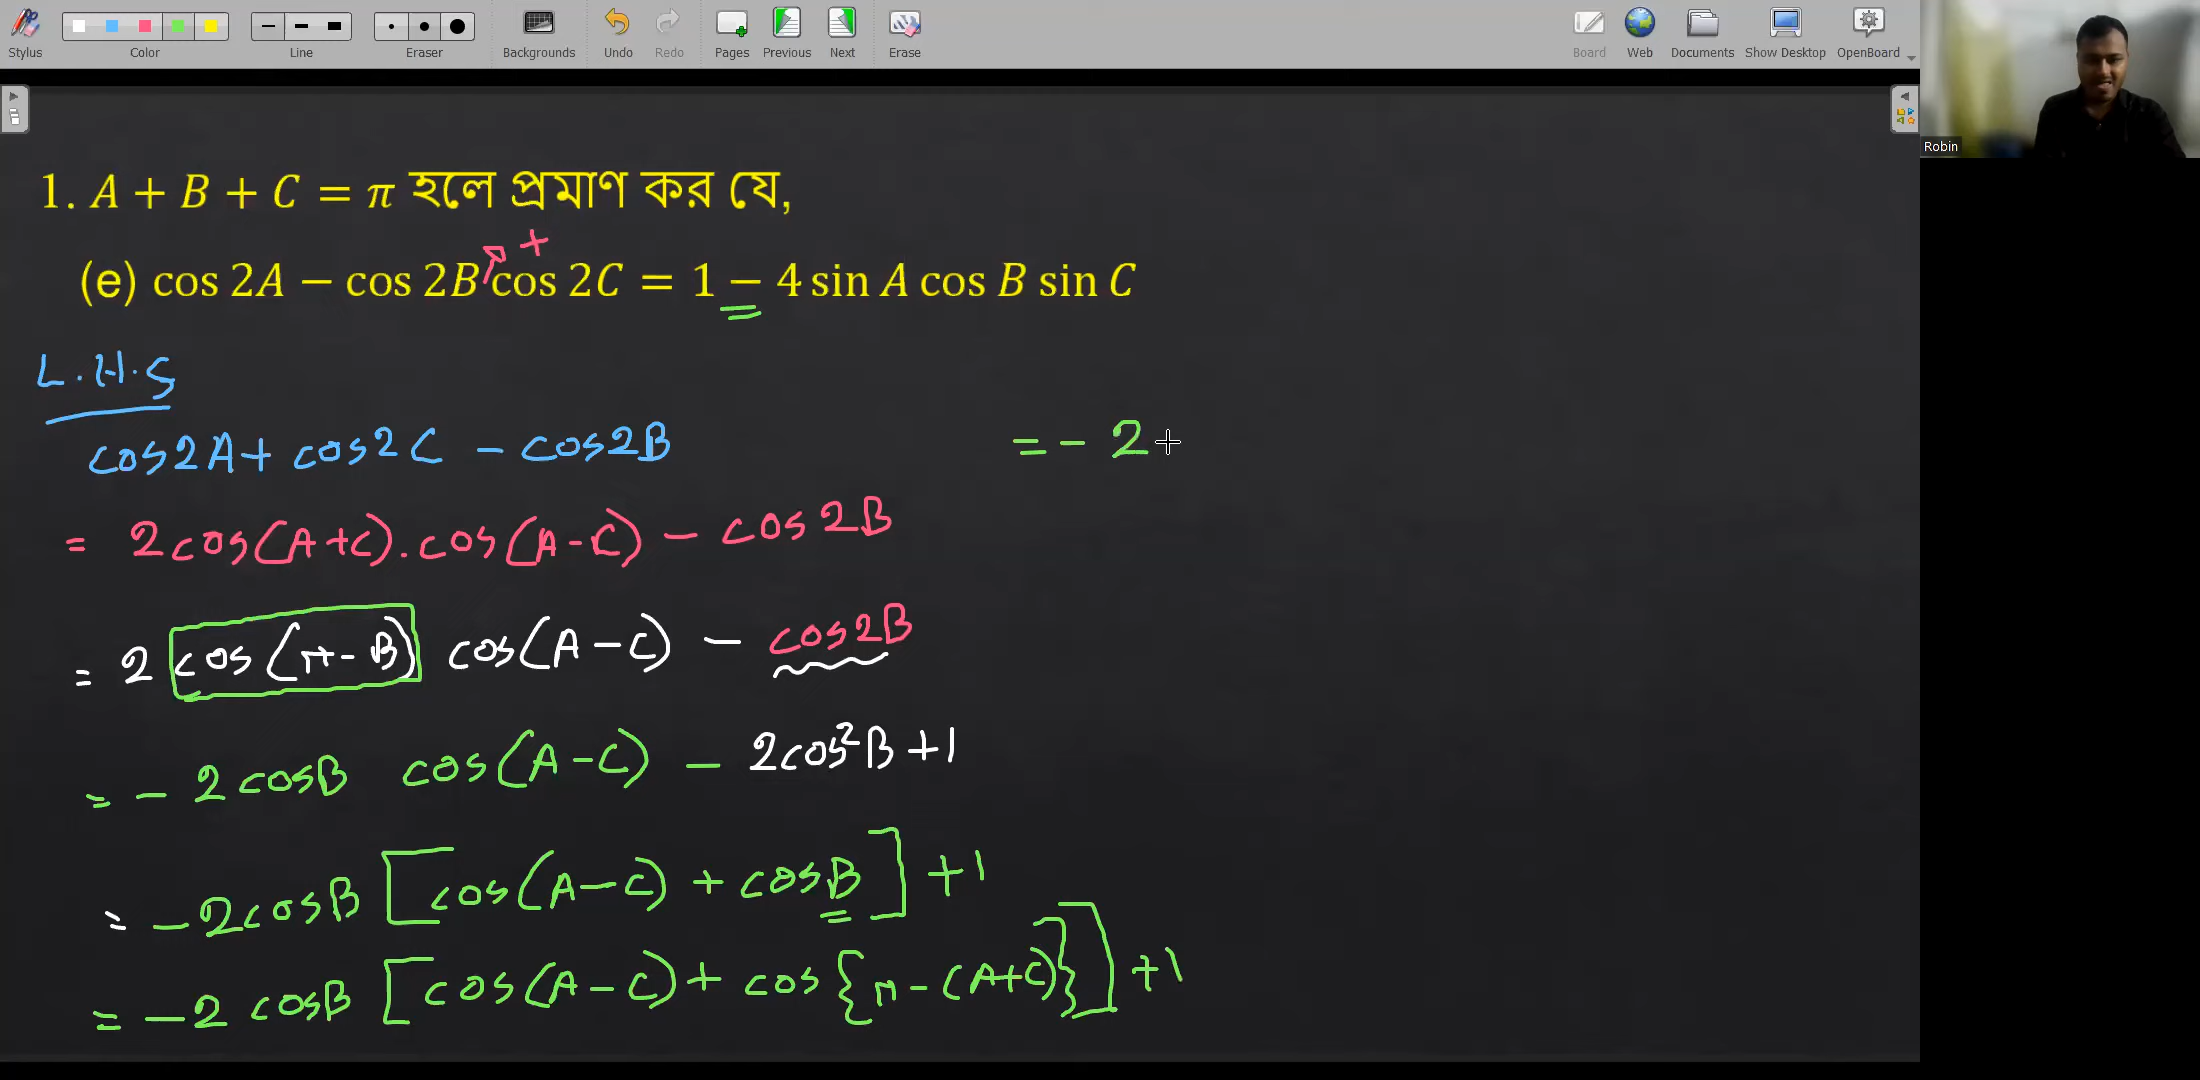 Stylus Color Line Eraser Backgrounds Undo Redo Pages Previous Next Erase Board Web Documents Show Desktop OpenBoard
Robin
1. A + B + C = π হলে প্রমাণ কর যে,
+
(e) cos 2A − cos 2B cos 2C = 1 − 4 sin A cos B sin C
L.H.S
cos2A + cos2C - cos2B
= 2cos(A+C).cos(A-C) - cos2B
= 2 cos(π-B) cos(A-C) - cos2B
= - 2cosB cos(A-C) - 2cos²B+1
= -2cosB [cos(A-C) + cosB] +1
= -2 cosB [cos(A-C) + cos{π-(A+C)}] +1
= - 2